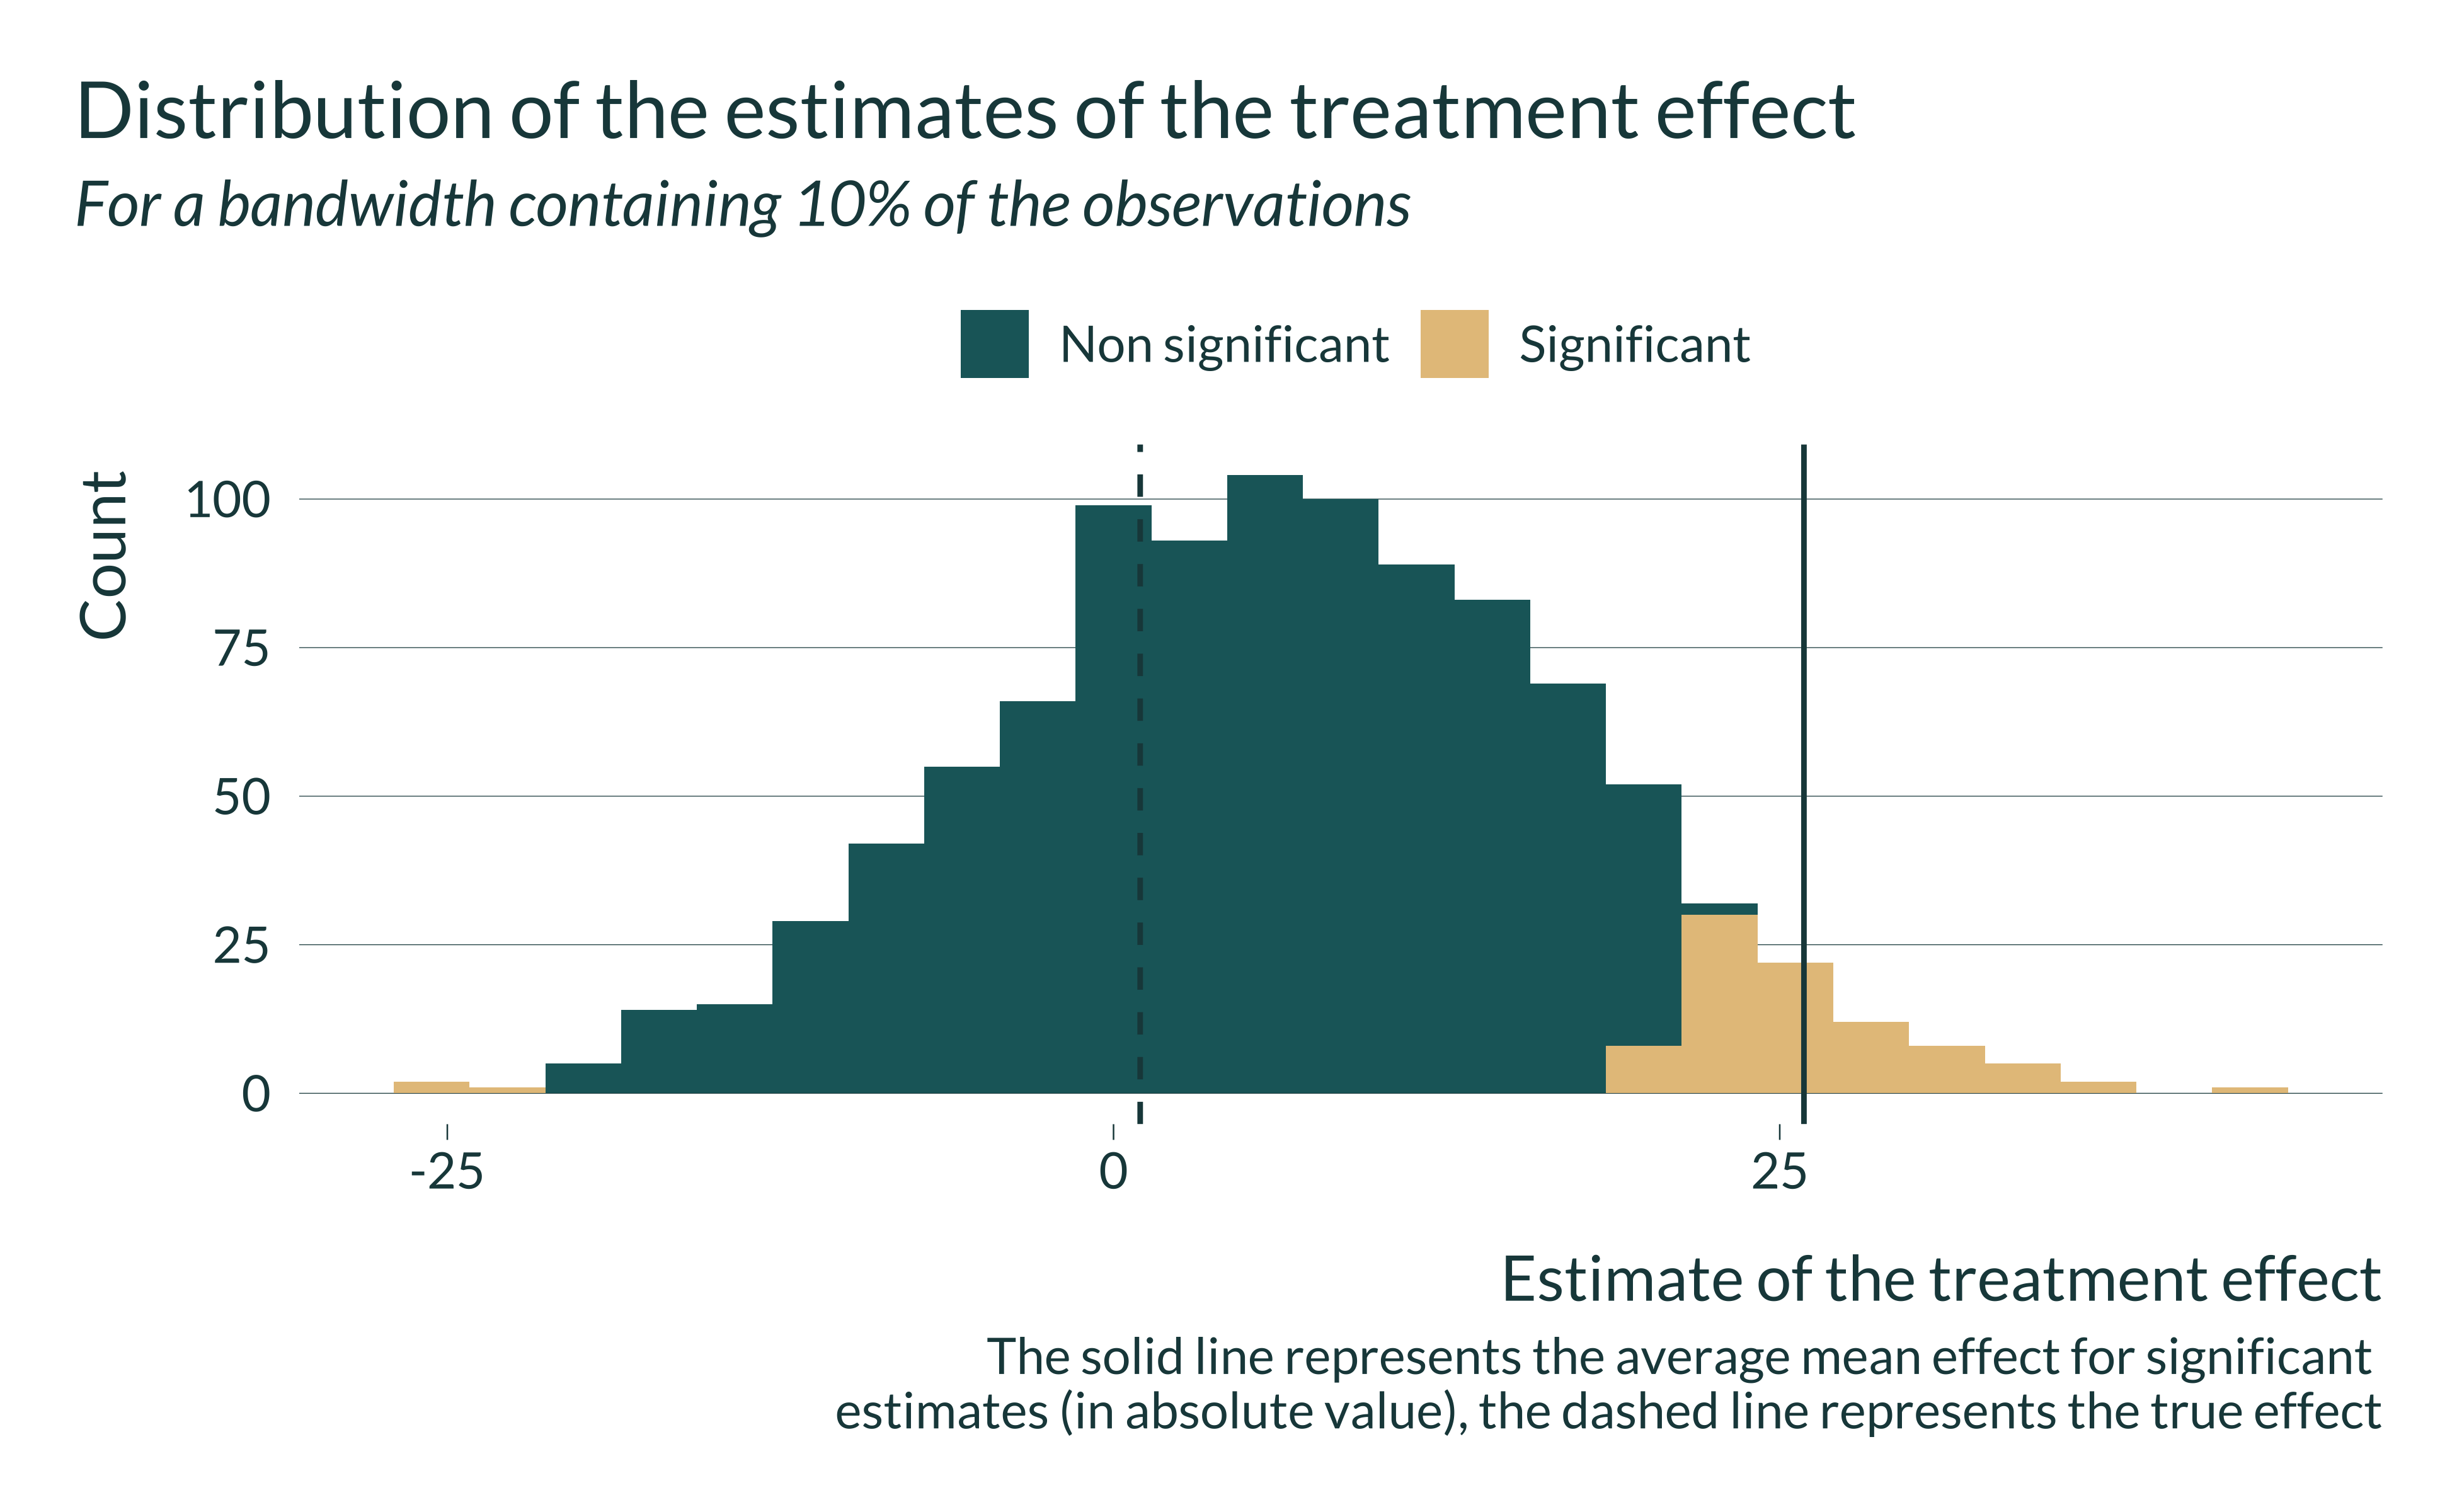 Distribution of the estimates of the treatment effect
For a bandwidth containing 10% of the observations
Non significant
Significant
Count
100
75
50
25
0
-25
0
25
Estimate of the treatment effect
The solid line represents the average mean effect for significant
estimates (in absolute value), the dashed line represents the true effect